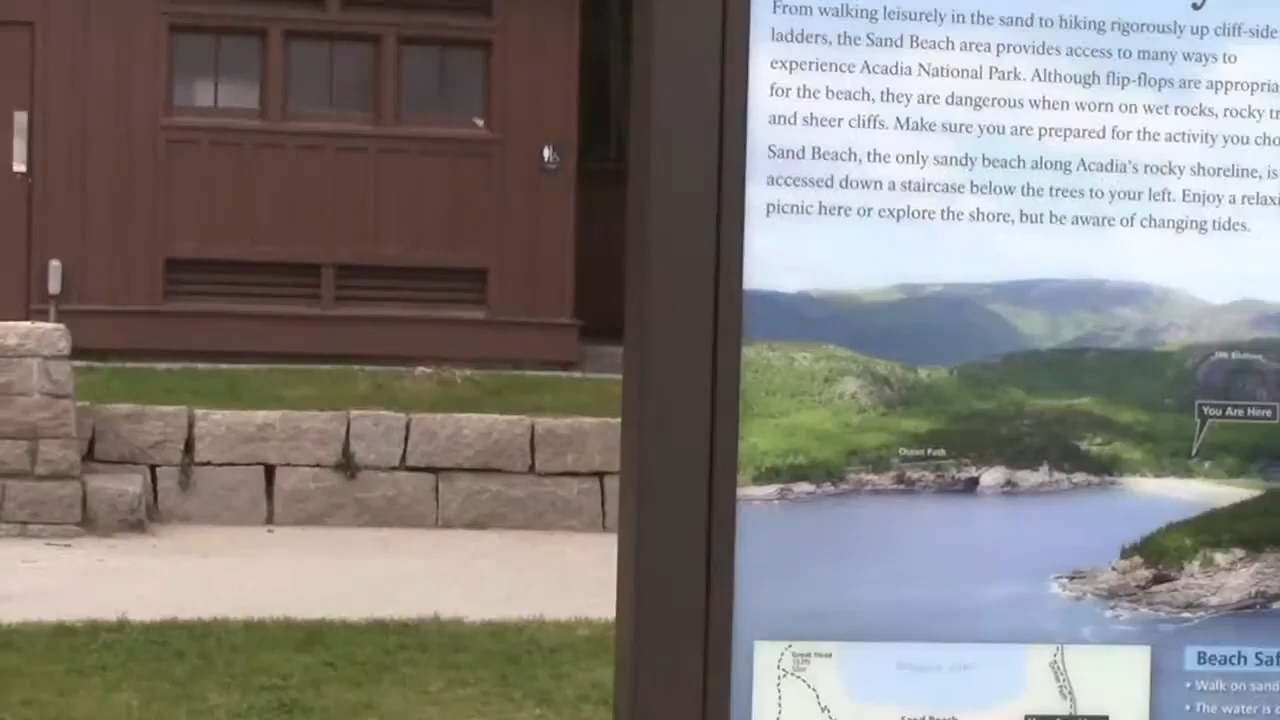 From walking leisurely in the sand to hiking rigorously up cliff-side
ladders, the Sand Beach area provides access to many ways to
experience Acadia National Park. Although flip-flops are appropria
for the beach, they are dangerous when worn on wet rocks, rocky tr
and sheer cliffs. Make sure you are prepared for the activity you cho
Sand Beach, the only sandy beach along Acadia's rocky shoreline, is
accessed down a staircase below the trees to your left. Enjoy a relaxi
picnic here or explore the shore, but be aware of changing tides.
You Are Here
Ocean Path
Great Head
Beach Saf
• Walk on sand
• The water is
Sand Beach